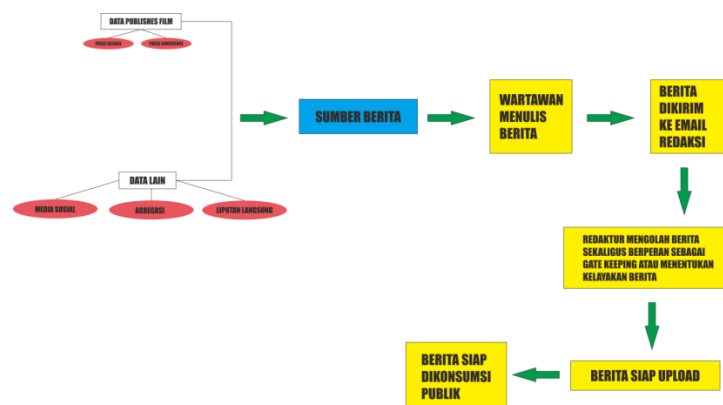 DATA PUBLISHES FILM
PRESS RELEASE
PRESS CONFERENCE
SUMBER BERITA
WARTAWAN
MENULIS
BERITA
BERITA
DIKIRIM
KE EMAIL
REDAKSI
DATA LAIN
MEDIA SOSIAL
AGREGASI
LIPUTAN LANGSUNG
REDAKTUR MENGOLAH BERITA
SEKALIGUS BERPERAN SEBAGAI
GATE KEEPING ATAU MENENTUKAN
KELAYAKAN BERITA
BERITA SIAP UPLOAD
BERITA SIAP
DIKONSUMSI
PUBLIK